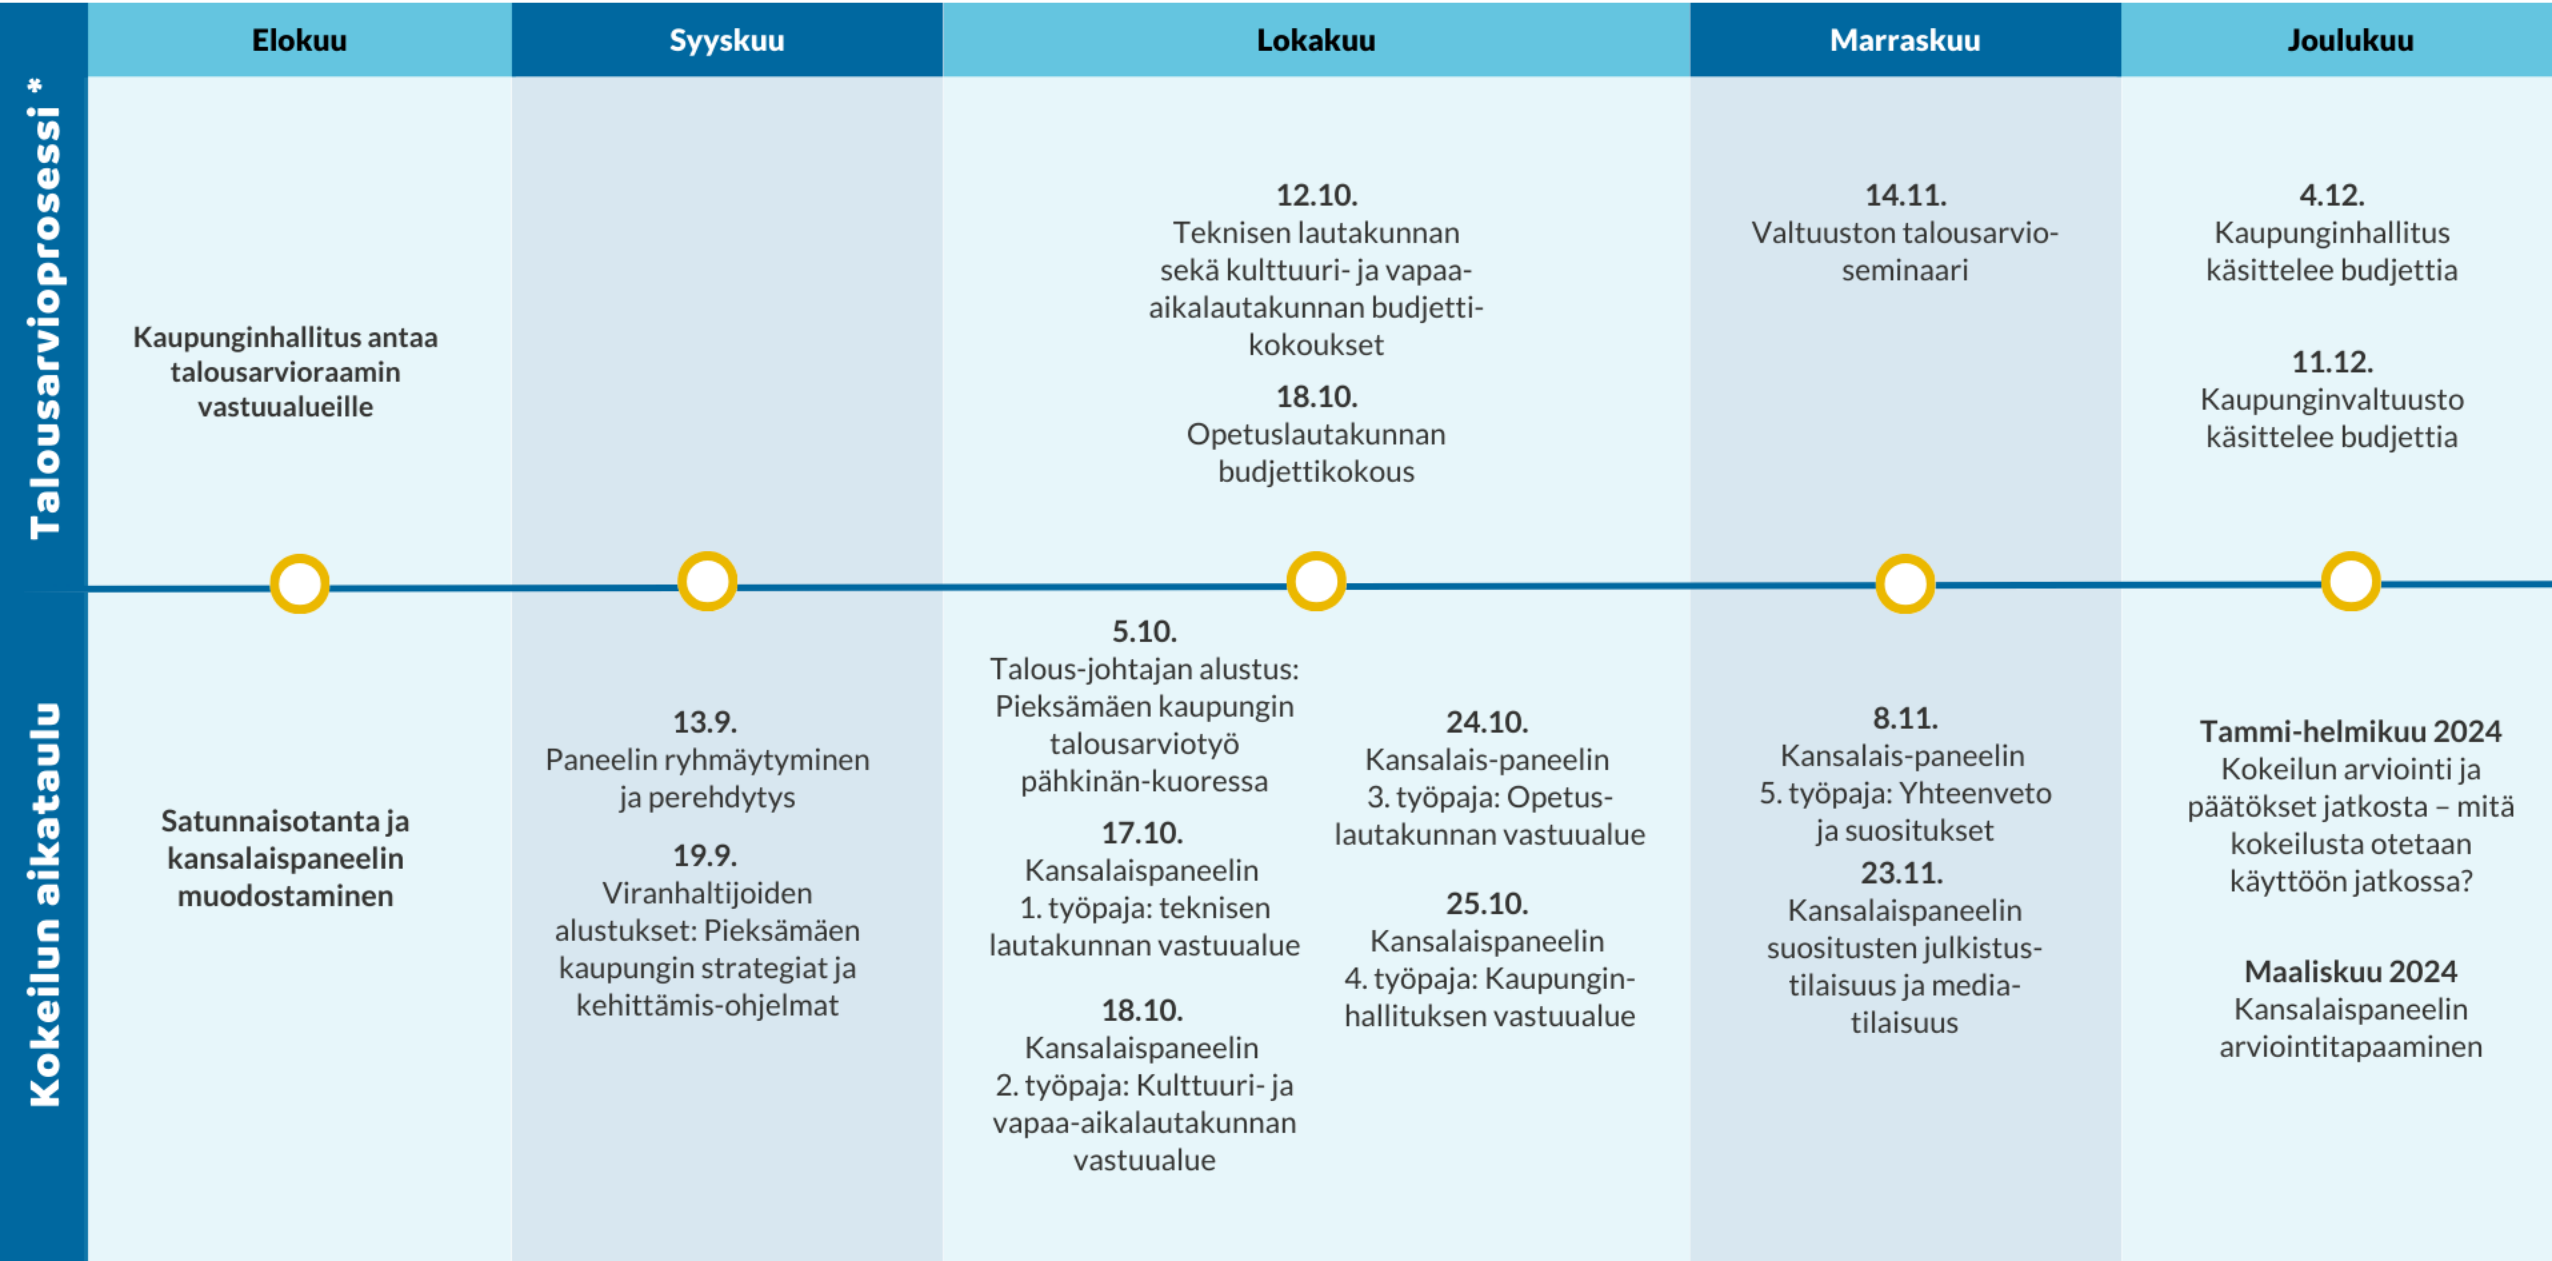 Elokuu
Syyskuu
Lokakuu
Marraskuu
Joulukuu
Talousarvioprosessi *
Kaupunginhallitus antaa
talousarvioraamin
vastuualueille
12.10.
Teknisen lautakunnan
sekä kulttuuri- ja vapaa-
aikalautakunnan budjetti-
kokoukset
18.10.
Opetuslautakunnan
budjettikokous
14.11.
Valtuuston talousarvio-
seminaari
4.12.
Kaupunginhallitus
käsittelee budjettia
11.12.
Kaupunginvaltuusto
käsittelee budjettia
Kokeilun aikataulu
Satunnaisotanta ja
kansalaispaneelin
muodostaminen
13.9.
Paneelin ryhmäytyminen
ja perehdytys
19.9.
Viranhaltijoiden
alustukset: Pieksämäen
kaupungin strategiat ja
kehittämis-ohjelmat
5.10.
Talous-johtajan alustus:
Pieksämäen kaupungin
talousarviotyö
pähkinän-kuoressa
17.10.
Kansalaispaneelin
1. työpaja: teknisen
lautakunnan vastuualue
18.10.
Kansalaispaneelin
2. työpaja: Kulttuuri- ja
vapaa-aikalautakunnan
vastuualue
24.10.
Kansalais-paneelin
3. työpaja: Opetus-
lautakunnan vastuualue
25.10.
Kansalaispaneelin
4. työpaja: Kaupungin-
hallituksen vastuualue
8.11.
Kansalais-paneelin
5. työpaja: Yhteenveto
ja suositukset
23.11.
Kansalaispaneelin
suositusten julkistus-
tilaisuus ja media-
tilaisuus
Tammi-helmikuu 2024
Kokeilun arviointi ja
päätökset jatkosta – mitä
kokeilusta otetaan
käyttöön jatkossa?
Maaliskuu 2024
Kansalaispaneelin
arviointitapaaminen